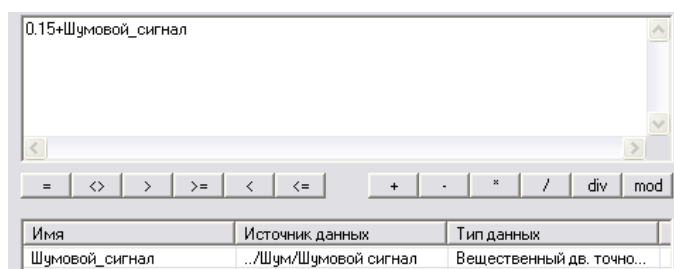 0.15+Шумовой_сигнал
= <> > >= < <= + - * / div mod
Имя Источник данных Тип данных
Шумовой_сигнал ../Шум/Шумовой сигнал Вещественный дв. точно...